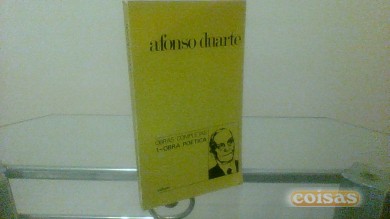 afonso duarte
OBRAS COMPLETAS
1-OBRA POÉTICA
coisas